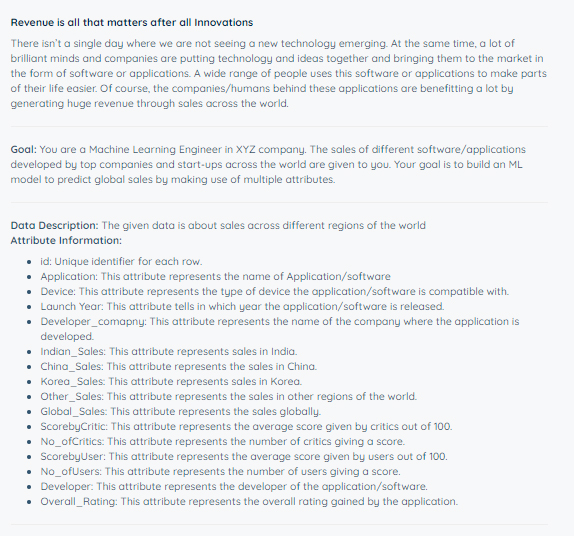 Revenue is all that matters after all Innovations
There isn't a single day where we are not seeing a new technology emerging. At the same time, a lot of
brilliant minds and companies are putting technology and ideas together and bringing them to the market in
the form of software or applications. A wide range of people uses this software or applications to make parts
of their life easier. Of course, the companies/humans behind these applications are benefitting a lot by
generating huge revenue through sales across the world.
Goal: You are a Machine Learning Engineer in XYZ company. The sales of different software/applications
developed by top companies and start-ups across the world are given to you. Your goal is to build an ML
model to predict global sales by making use of multiple attributes.
Data Description: The given data is about sales across different regions of the world
Attribute Information:
• id: Unique identifier for each row.
• Application: This attribute represents the name of Application/software
• Device: This attribute represents the type of device the application/software is compatible with.
• Launch Year: This attribute tells in which year the application/software is released.
• Developer_comapny: This attribute represents the name of the company where the application is
developed.
• Indian_Sales: This attribute represents sales in India.
• China_Sales: This attribute represents the sales in China.
• Korea_Sales: This attribute represents sales in Korea.
• Other_Sales: This attribute represents the sales in other regions of the world.
• Global_Sales: This attribute represents the sales globally.
• ScorebyCritic: This attribute represents the average score given by critics out of 100.
• No_ofCritics: This attribute represents the number of critics giving a score.
• ScorebyUser: This attribute represents the average score given by users out of 100.
• No_ofUsers: This attribute represents the number of users giving a score.
• Developer: This attribute represents the developer of the application/software.
• Overall_Rating: This attribute represents the overall rating gained by the application.